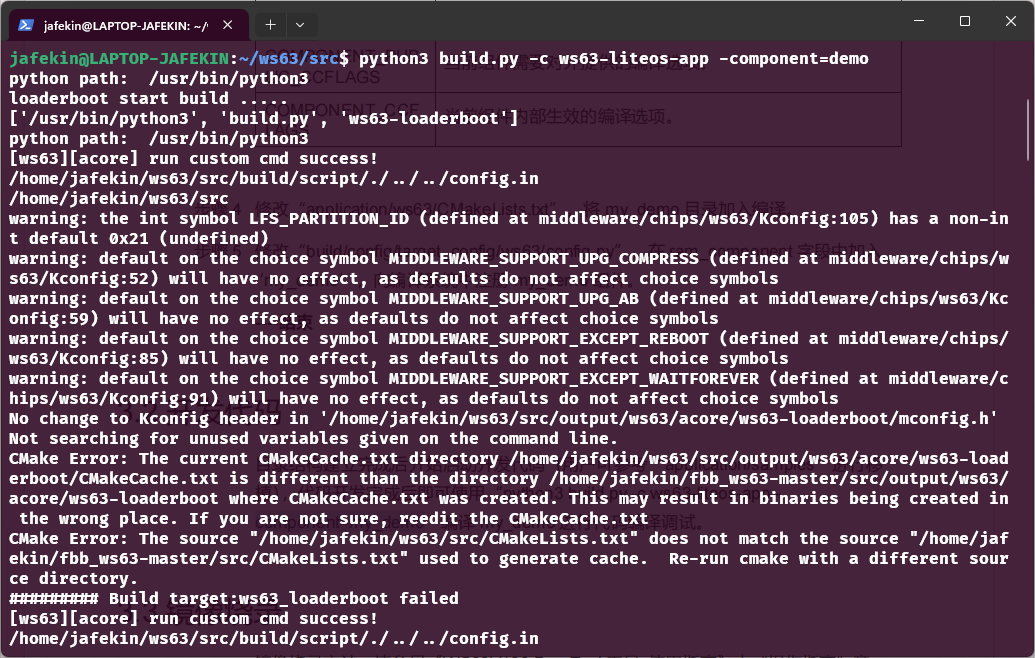 jafekin@LAPTOP-JAFEKIN: ~/
jafekin@LAPTOP-JAFEKIN:~/ws63/src$ python3 build.py -c ws63-liteos-app -component=demo
python path:  /usr/bin/python3
loaderboot start build .....
['/usr/bin/python3', 'build.py', 'ws63-loaderboot']
python path:  /usr/bin/python3
[ws63][acore] run custom cmd success!
/home/jafekin/ws63/src/build/script/./../../config.in
/home/jafekin/ws63/src
warning: the int symbol LFS_PARTITION_ID (defined at middleware/chips/ws63/Kconfig:105) has a non-in
t default 0x21 (undefined)
warning: default on the choice symbol MIDDLEWARE_SUPPORT_UPG_COMPRESS (defined at middleware/chips/w
s63/Kconfig:52) will have no effect, as defaults do not affect choice symbols
warning: default on the choice symbol MIDDLEWARE_SUPPORT_UPG_AB (defined at middleware/chips/ws63/Kc
onfig:59) will have no effect, as defaults do not affect choice symbols
warning: default on the choice symbol MIDDLEWARE_SUPPORT_EXCEPT_REBOOT (defined at middleware/chips/
ws63/Kconfig:85) will have no effect, as defaults do not affect choice symbols
warning: default on the choice symbol MIDDLEWARE_SUPPORT_EXCEPT_WAITFOREVER (defined at middleware/c
hips/ws63/Kconfig:91) will have no effect, as defaults do not affect choice symbols
No change to Kconfig header in '/home/jafekin/ws63/src/output/ws63/acore/ws63-loaderboot/mconfig.h'
Not searching for unused variables given on the command line.
CMake Error: The current CMakeCache.txt directory /home/jafekin/ws63/src/output/ws63/acore/ws63-load
erboot/CMakeCache.txt is different than the directory /home/jafekin/fbb_ws63-master/src/output/ws63/
acore/ws63-loaderboot where CMakeCache.txt was created. This may result in binaries being created in
 the wrong place. If you are not sure, reedit the CMakeCache.txt
CMake Error: The source "/home/jafekin/ws63/src/CMakeLists.txt" does not match the source "/home/jaf
ekin/fbb_ws63-master/src/CMakeLists.txt" used to generate cache.  Re-run cmake with a different sour
ce directory.
######### Build target:ws63_loaderboot failed
[ws63][acore] run custom cmd success!
/home/jafekin/ws63/src/build/script/./../../config.in